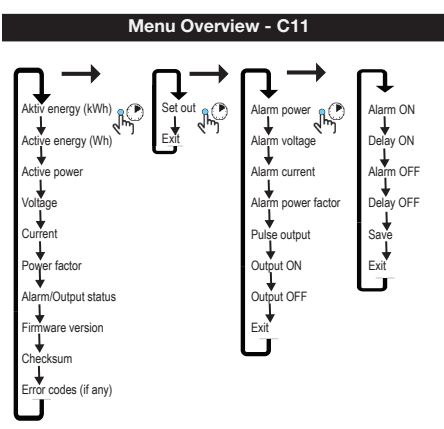 Menu Overview - C11
Aktiv energy (kWh)
Active energy (Wh)
Active power
Voltage
Current
Power factor
Alarm/Output status
Firmware version
Checksum
Error codes (if any)
Set out
Exit
Alarm power
Alarm voltage
Alarm current
Alarm power factor
Pulse output
Output ON
Output OFF
Exit
Alarm ON
Delay ON
Alarm OFF
Delay OFF
Save
Exit